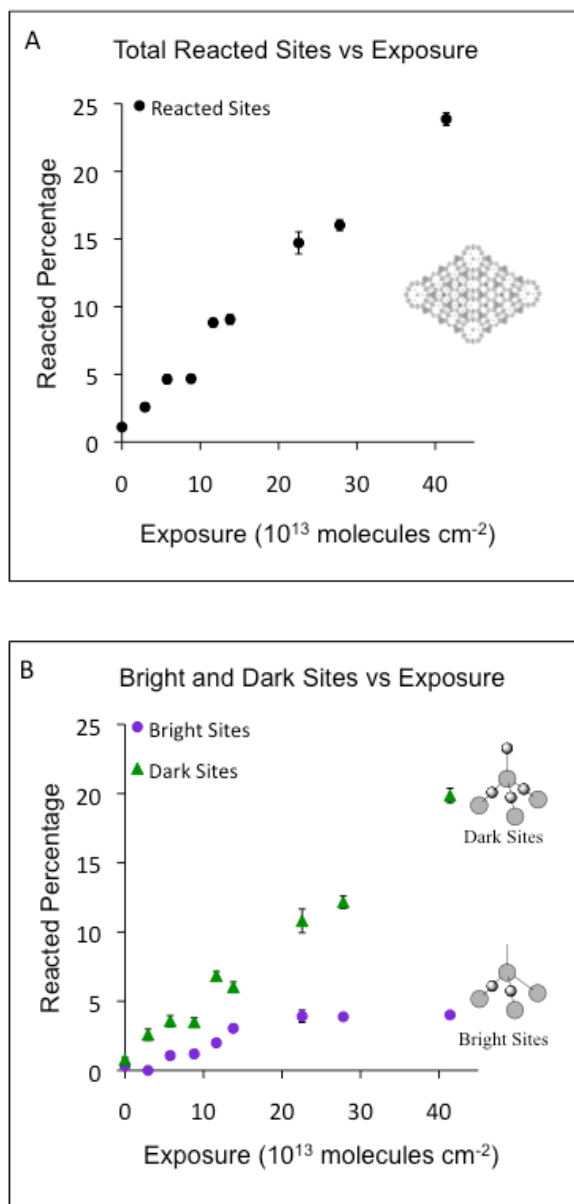 A
Total Reacted Sites vs Exposure
25
Reacted Sites
20
15
10
5
0
Reacted Percentage
0 10 20 30 40
Exposure (10¹³ molecules cm⁻²)
B
Bright and Dark Sites vs Exposure
25
Bright Sites
Dark Sites
20
15
10
5
0
Reacted Percentage
Dark Sites
Bright Sites
0 10 20 30 40
Exposure (10¹³ molecules cm⁻²)